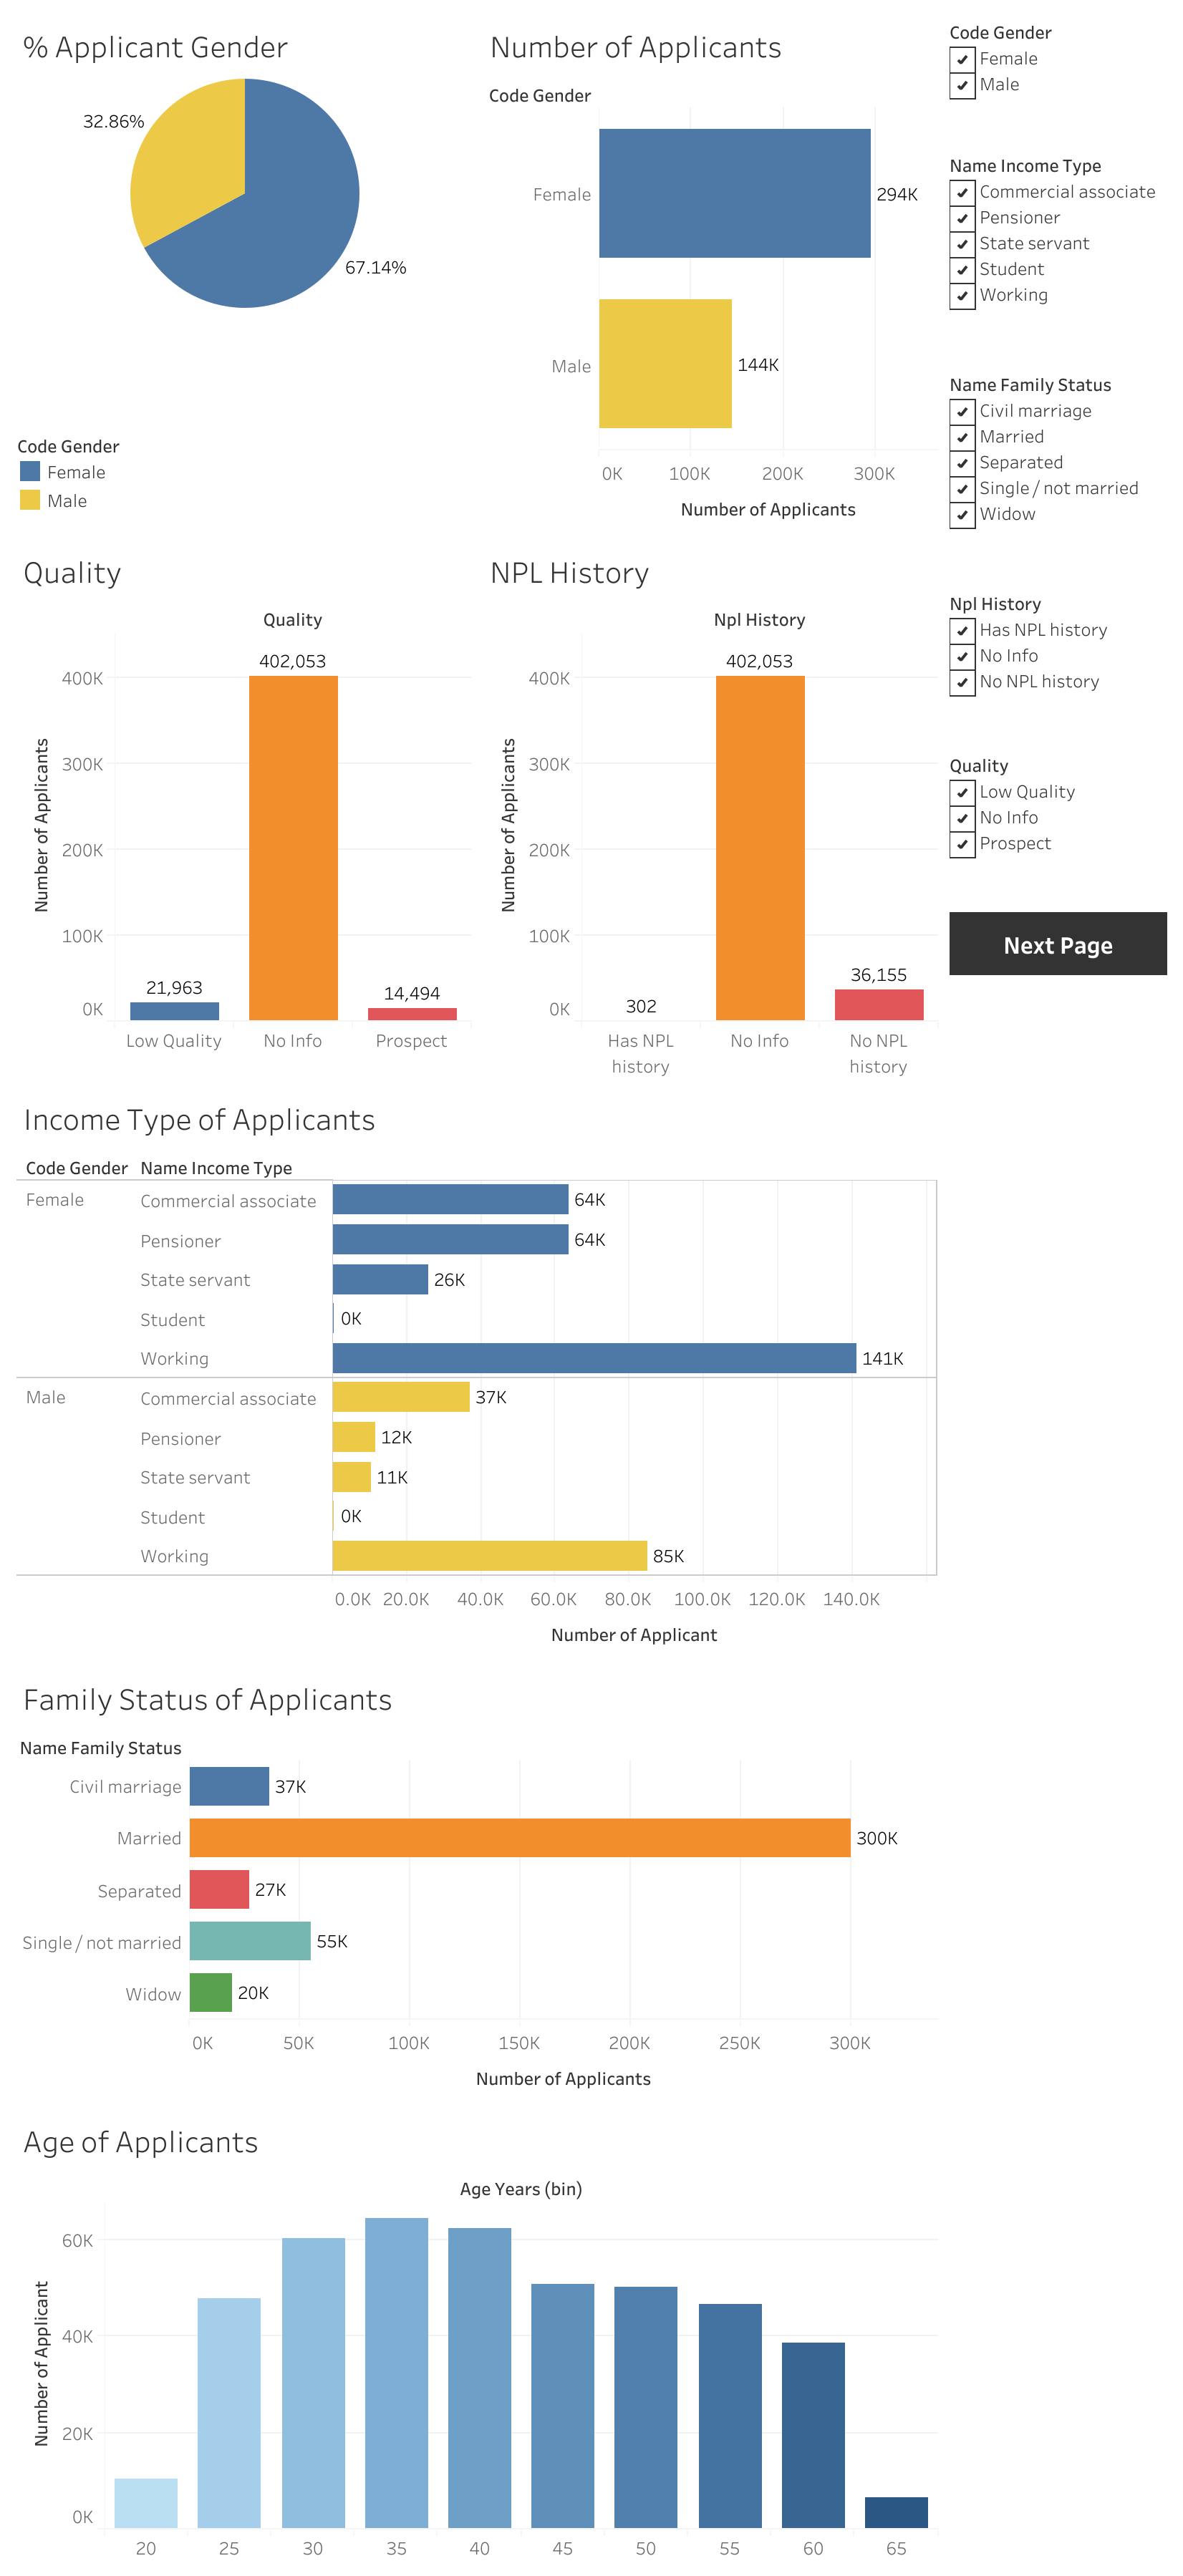 % Applicant Gender
32.86%
67.14%
Code Gender
Female
Male
Number of Applicants
Code Gender
Female
294K
Male
144K
0K 100K 200K 300K
Number of Applicants
Code Gender
Female
Male
Name Income Type
Commercial associate
Pensioner
State servant
Student
Working
Name Family Status
Civil marriage
Married
Separated
Single / not married
Widow
Npl History
Has NPL history
No Info
No NPL history
Quality
Low Quality
No Info
Prospect
Next Page
Quality
Quality
Number of Applicants
400K
300K
200K
100K
0K
21,963
402,053
14,494
Low Quality No Info Prospect
NPL History
Npl History
Number of Applicants
400K
300K
200K
100K
0K
302
402,053
36,155
Has NPL history
No Info
No NPL history
Income Type of Applicants
Code Gender Name Income Type
Female Commercial associate 64K
Pensioner 64K
State servant 26K
Student 0K
Working 141K
Male Commercial associate 37K
Pensioner 12K
State servant 11K
Student 0K
Working 85K
0.0K 20.0K 40.0K 60.0K 80.0K 100.0K 120.0K 140.0K
Number of Applicant
Family Status of Applicants
Name Family Status
Civil marriage 37K
Married 300K
Separated 27K
Single / not married 55K
Widow 20K
0K 50K 100K 150K 200K 250K 300K
Number of Applicants
Age of Applicants
Age Years (bin)
Number of Applicant
60K
40K
20K
0K
20 25 30 35 40 45 50 55 60 65